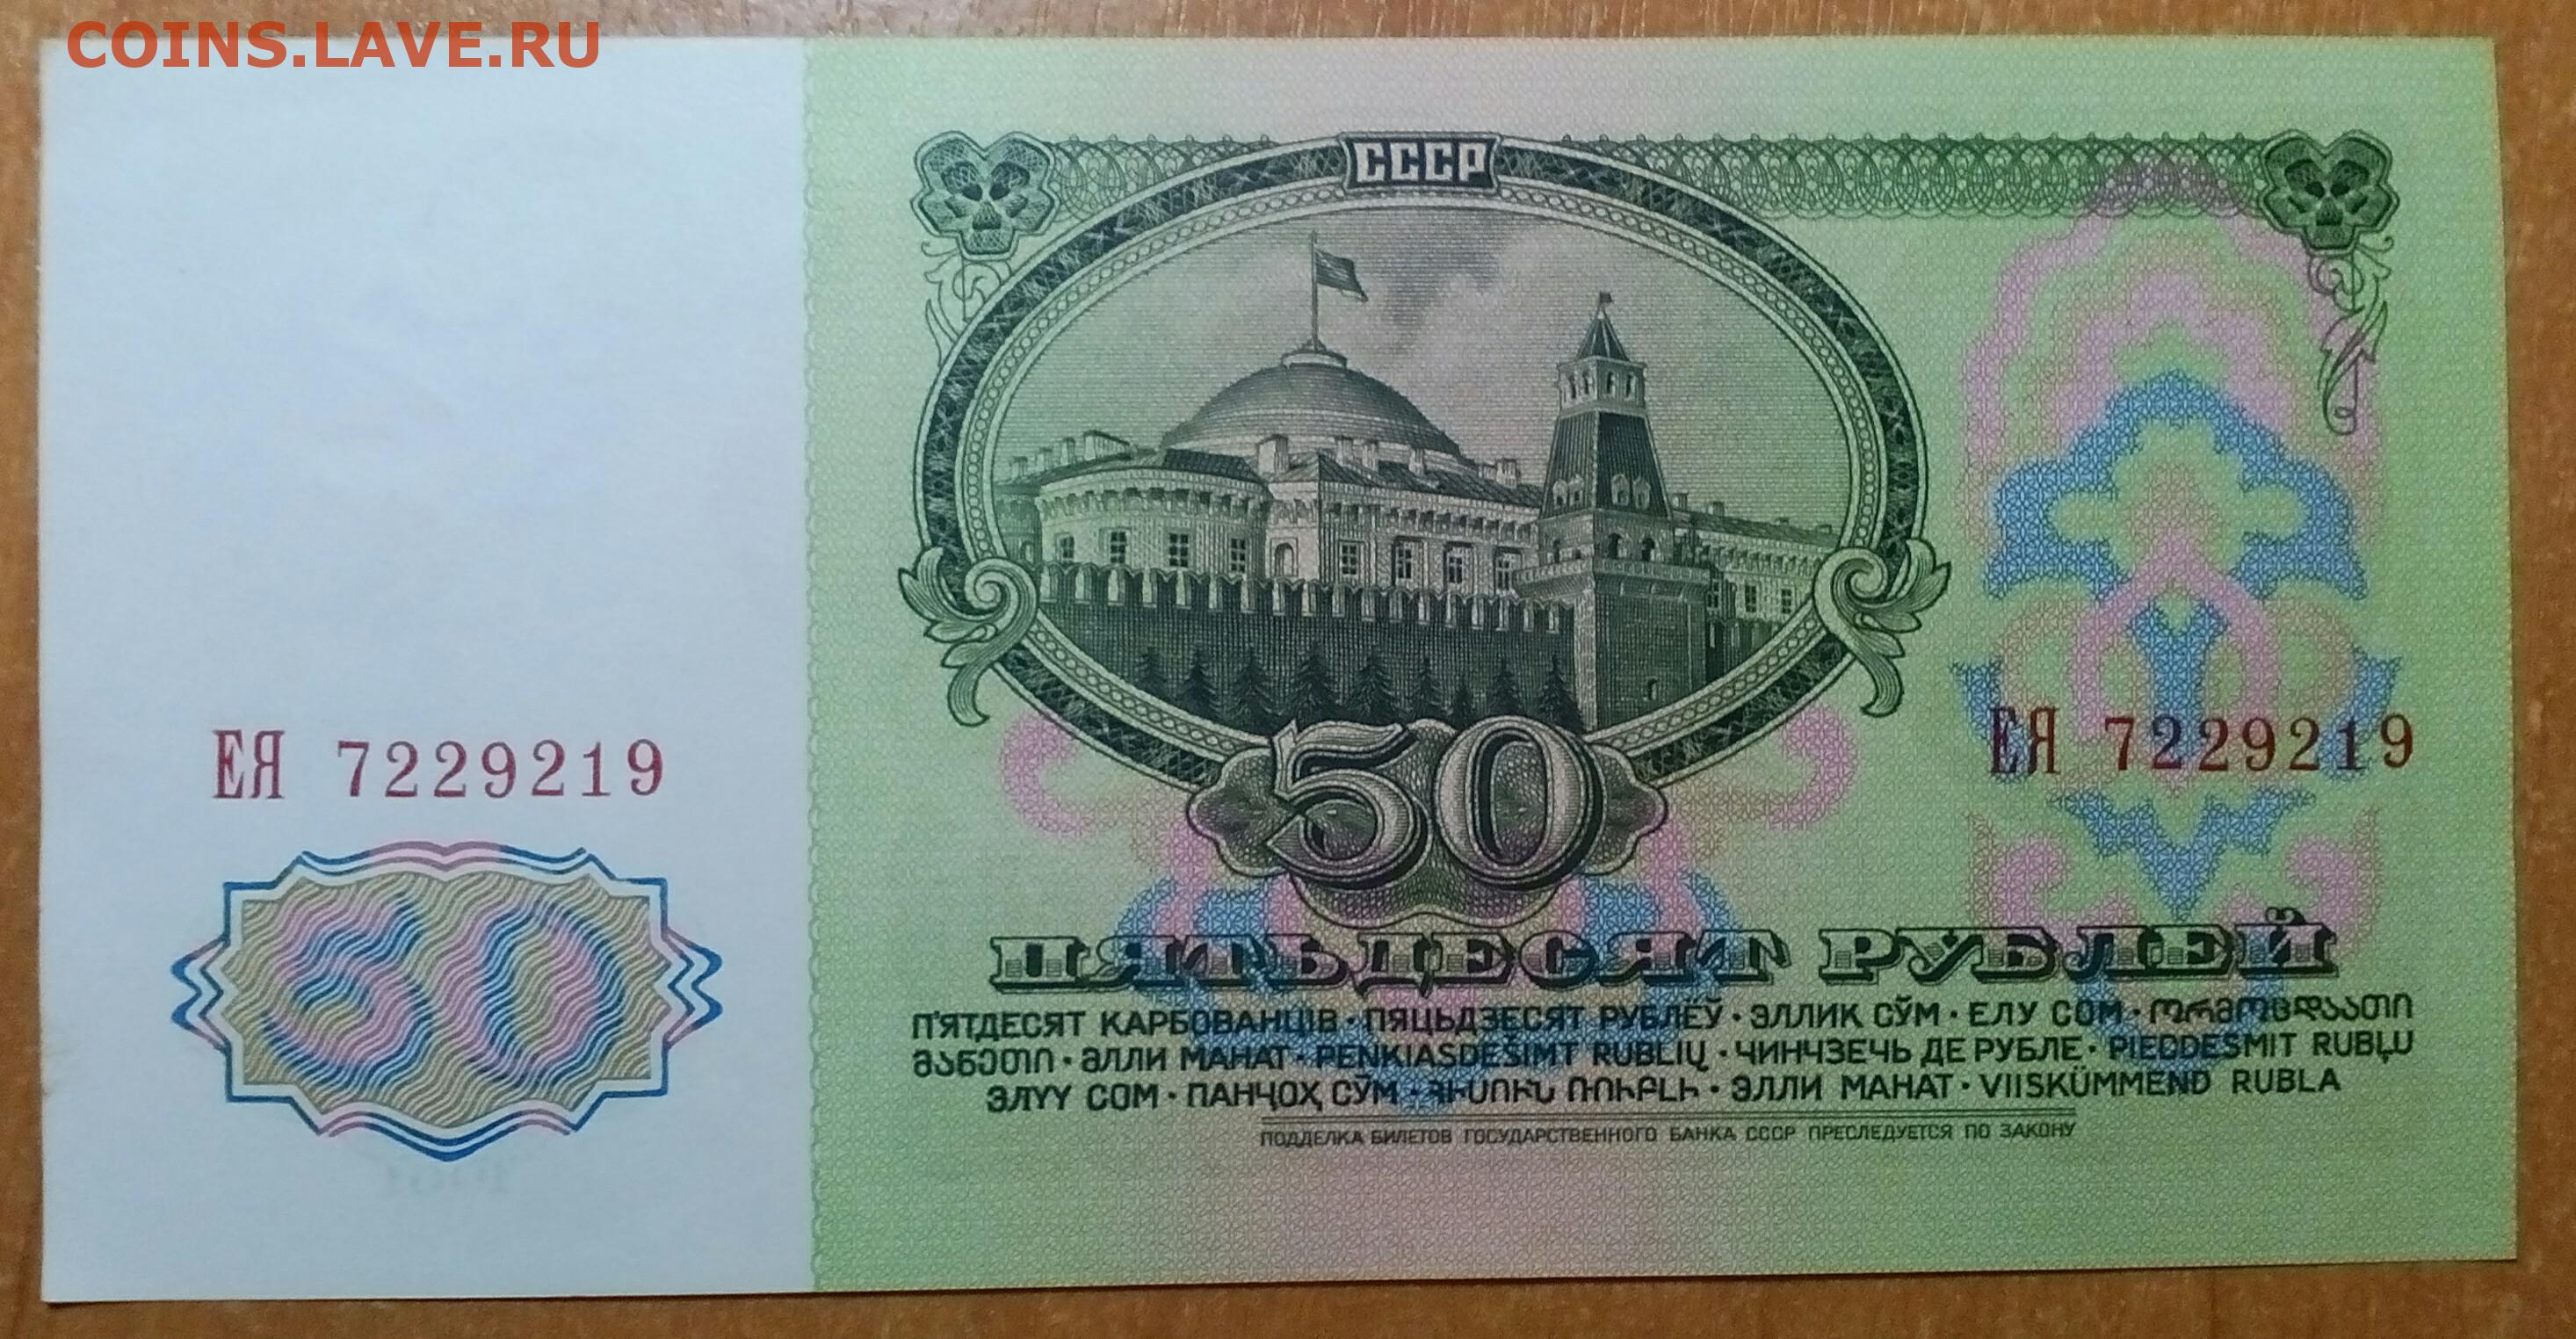 COINS.LAVE.RU
СССР
ЕЯ 7229219
ЕЯ 7229219
50
50
ПЯТЬДЕСЯТ РУБЛЕЙ
П'ЯТДЕСЯТ КАРБОВАНЦІВ · ПЯЦЬДЗЕСЯТ РУБЛЁЎ · ЭЛЛИК СЎМ · ЕЛУ СОМ · ᲝᲠᲛᲝᲪᲓᲐᲐᲗᲘ
ᲛᲐᲜᲔᲗᲘ · ӘЛЛИ МАНАТ · PENKIASDEŠIMT RUBLIŲ · ЧИНЧЗЕЧЬ ДЕ РУБЛЕ · PIECDESMIT RUBĻU
ЭЛҮҮ СОМ · ПАНҶОҲ СӮМ · ՀԻՍՈՒՆ ՌՈՒԲԼԻ · ЭЛЛИ МАНАТ · VIISKÜMMEND RUBLA
ПОДДЕЛКА БИЛЕТОВ ГОСУДАРСТВЕННОГО БАНКА СССР ПРЕСЛЕДУЕТСЯ ПО ЗАКОНУ